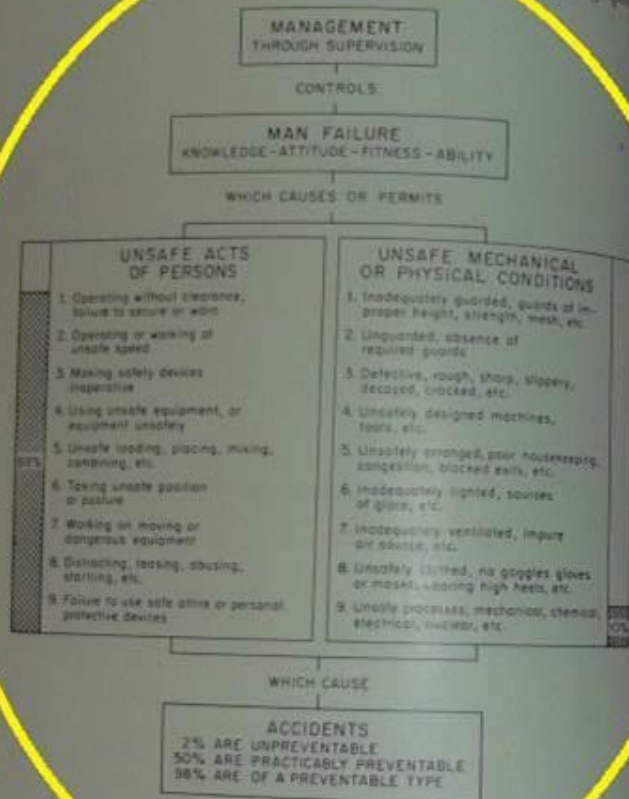 MANAGEMENT
THROUGH SUPERVISION
CONTROLS
MAN FAILURE
KNOWLEDGE-ATTITUDE-FITNESS-ABILITY
WHICH CAUSES OR PERMITS
UNSAFE ACTS
OF PERSONS
1. Operating without clearance,
failure to secure or warn
2. Operating or working at
unsafe speed
3. Making safety devices
inoperative
4. Using unsafe equipment, or
equipment unsafely
5. Unsafe loading, placing, mixing,
combining, etc.
6. Taking unsafe position
or posture
7. Working on moving or
dangerous equipment
8. Distracting, teasing, abusing,
startling, etc.
9. Failure to use safe attire or personal
protective devices
UNSAFE MECHANICAL
OR PHYSICAL CONDITIONS
1. Inadequately guarded, guards of im-
proper height, strength, mesh, etc.
2. Unguarded, absence of
required guards
3. Defective, rough, sharp, slippery,
decayed, cracked, etc.
4. Unsafely designed machines,
tools, etc.
5. Unsafely arranged, poor housekeeping,
congestion, blocked exits, etc.
6. Inadequately lighted, sources
of glare, etc.
7. Inadequately ventilated, impure
air source, etc.
8. Unsafely clothed, no goggles gloves
or masks, wearing high heels, etc.
9. Unsafe processes, mechanical, chemical,
electrical, nuclear, etc.
10%
WHICH CAUSE
ACCIDENTS
2% ARE UNPREVENTABLE
50% ARE PRACTICABLY PREVENTABLE
98% ARE OF A PREVENTABLE TYPE